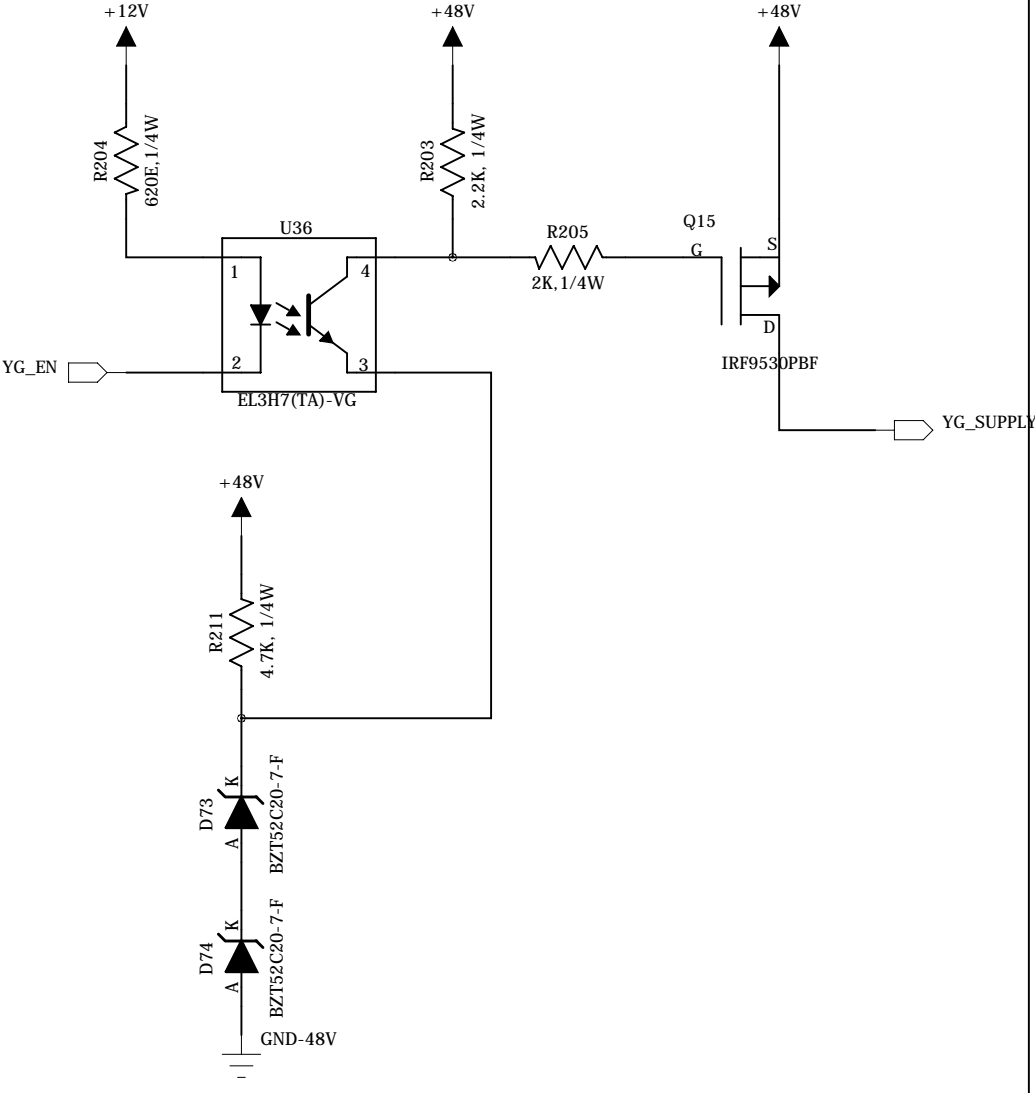 +12V
+48V
+48V
R204
620E,1/4W
R203
2.2K, 1/4W
U36
1
4
2
3
EL3H7(TA)-VG
YG_EN
R205
2K,1/4W
Q15
G
S
D
IRF9530PBF
YG_SUPPLY
+48V
R211
4.7K, 1/4W
D73
K
A
BZT52C20-7-F
D74
K
A
BZT52C20-7-F
GND-48V